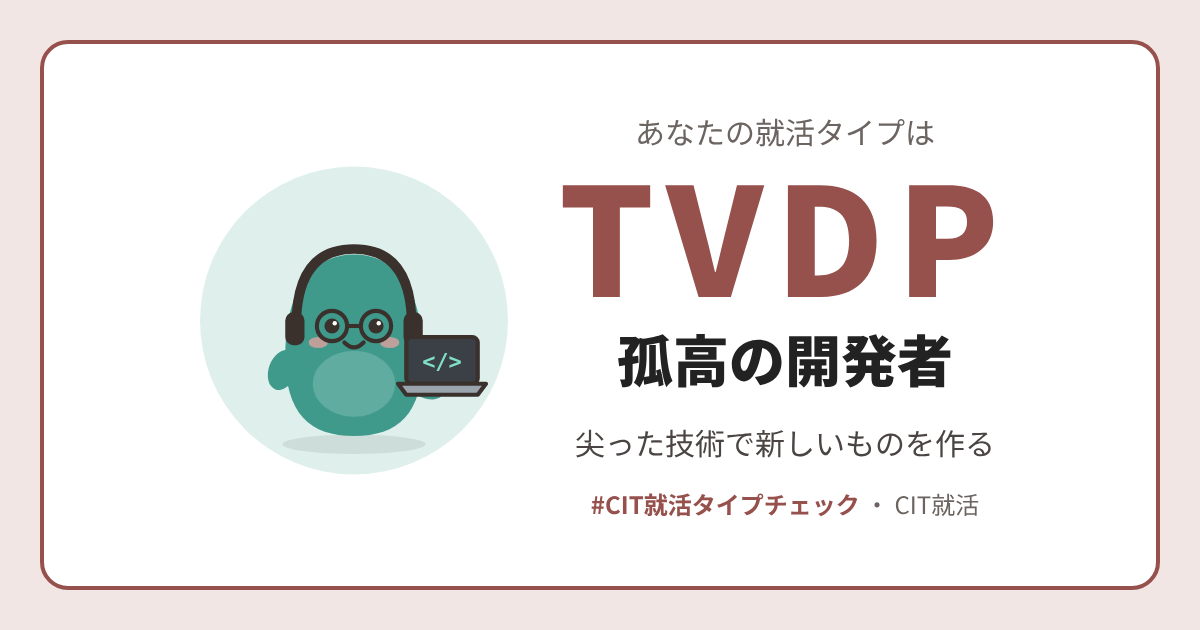 あなたの就活タイプは
TVDP
孤高の開発者
</>
尖った技術で新しいものを作る
#CIT就活タイプチェック ・ CIT就活